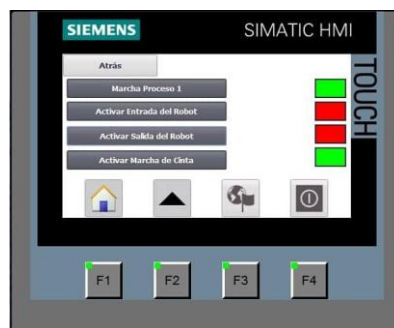 SIEMENS
SIMATIC HMI
TOUCH
Atrás
Marcha Proceso 1
Activar Entrada del Robot
Activar Salida del Robot
Activar Marcha de Cinta
F1
F2
F3
F4